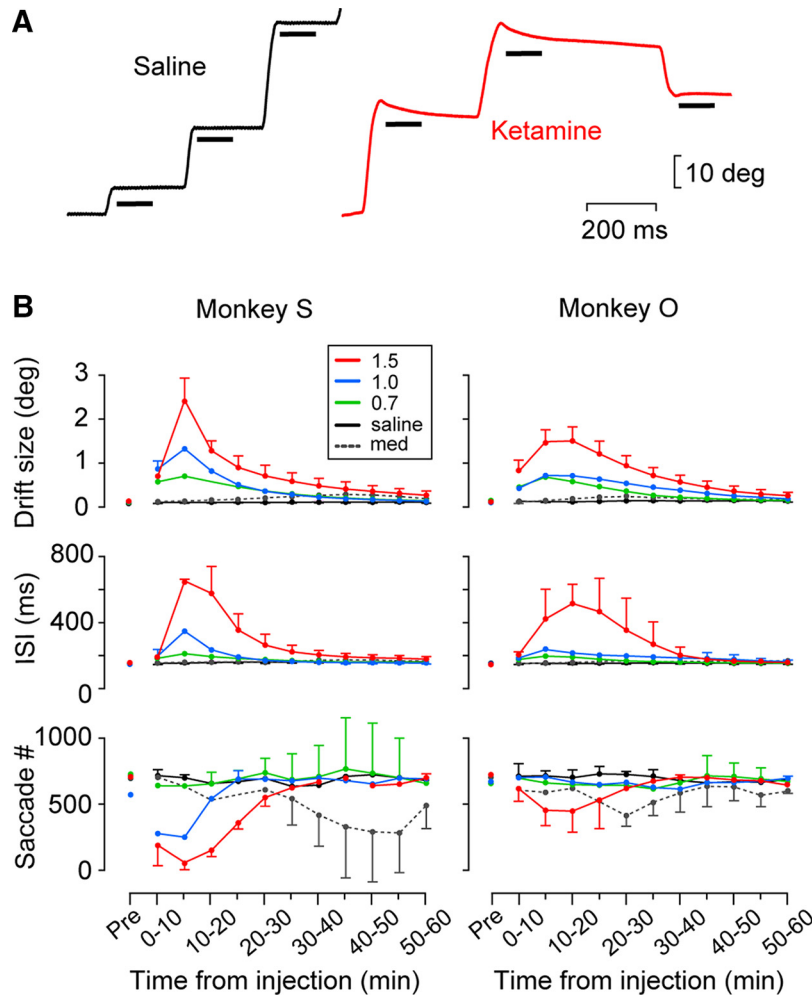 A
Saline
Ketamine
10 deg
200 ms
B
Monkey S
Monkey O
1.5
1.0
0.7
saline
med
Drift size (deg)
3
2
1
0
ISI (ms)
800
400
0
Saccade #
1000
500
0
Pre
0-10
10-20
20-30
30-40
40-50
50-60
Pre
0-10
10-20
20-30
30-40
40-50
50-60
Time from injection (min)
Time from injection (min)